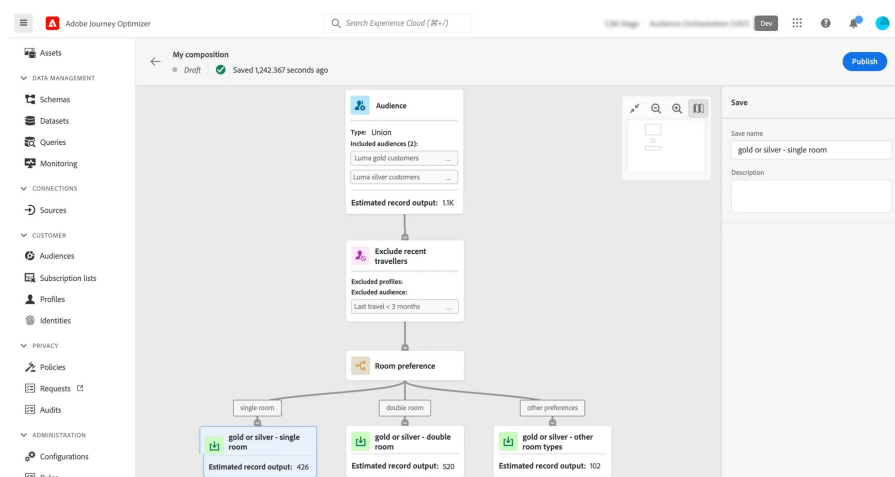 Adobe Journey Optimizer
Search Experience Cloud (⌘+/)
Dev
Assets
DATA MANAGEMENT
Schemas
Datasets
Queries
Monitoring
CONNECTIONS
Sources
CUSTOMER
Audiences
Subscription lists
Profiles
Identities
PRIVACY
Policies
Requests
Audits
ADMINISTRATION
Configurations
My composition
Draft
Saved 1,242.367 seconds ago
Publish
Audience
Type: Union
Included audiences (2):
Luma gold customers ...
Luma silver customers ...
Estimated record output: 1.1K
Exclude recent
travellers
Excluded profiles:
Excluded audience:
Last travel < 3 months ...
Room preference
single room
double room
other preferences
gold or silver - single
room
Estimated record output: 426
gold or silver - double
room
Estimated record output: 520
gold or silver - other
room types
Estimated record output: 102
Save
Save name
gold or silver - single room
Description